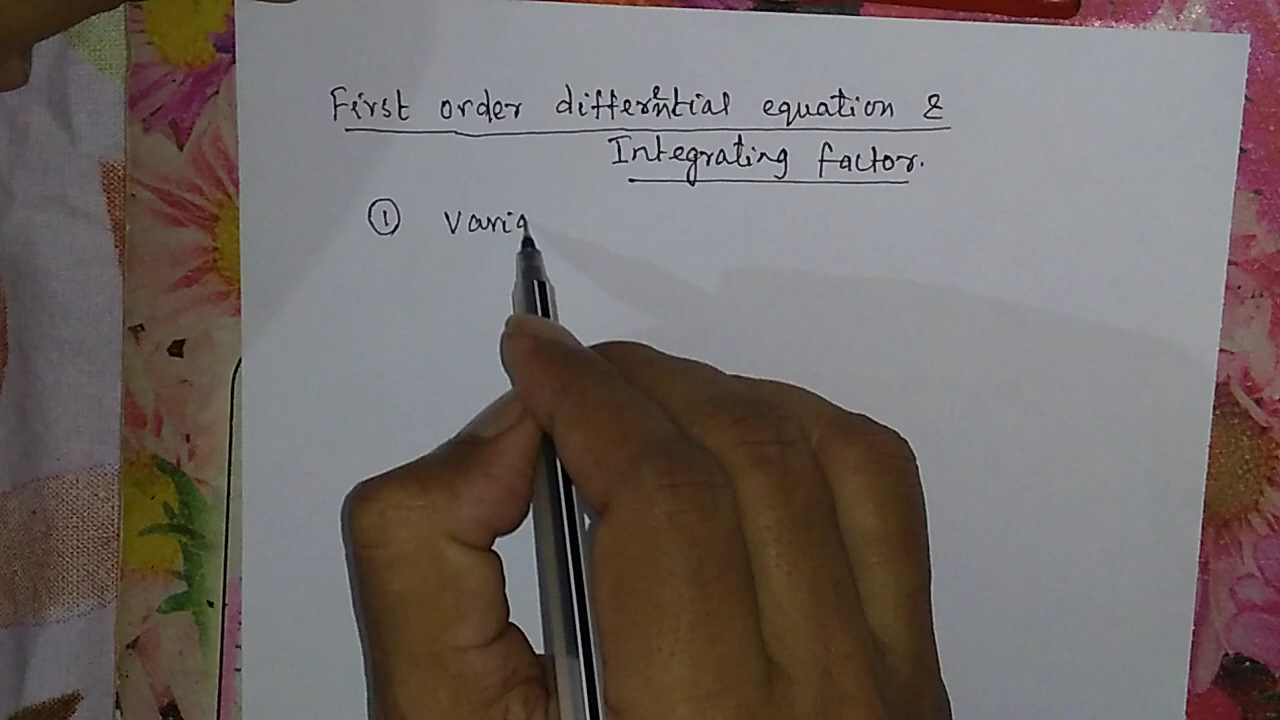 First order differential equation &
Integrating factor.
① Varia